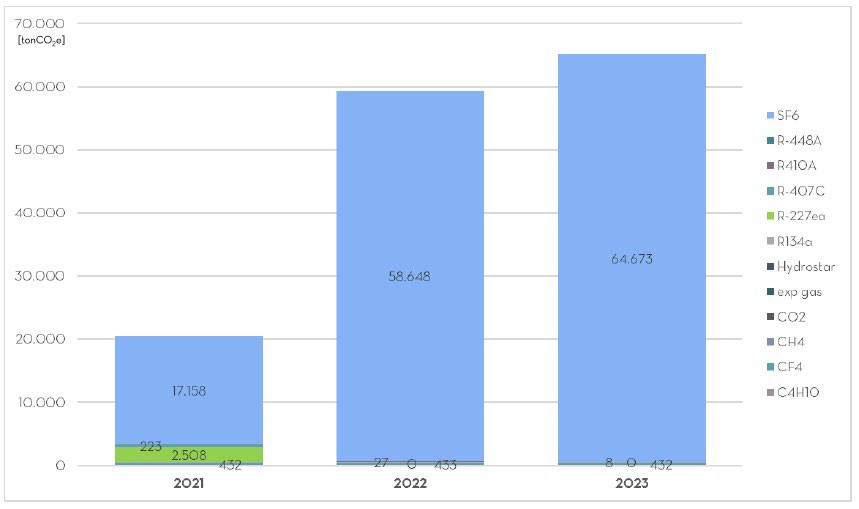 70.000
[tonCO₂e]
60.000
50.000
40.000
30.000
20.000
10.000
0
17.158
223
2.508
432
58.648
27 0 433
64.673
8 0 432
2021 2022 2023
SF6
R-448A
R410A
R-407C
R-227ea
R134a
Hydrostar
exp gas
CO2
CH4
CF4
C4H10